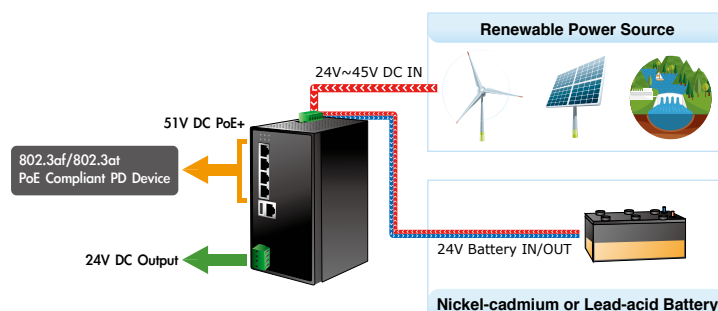 Renewable Power Source
24V~45V DC IN
51V DC PoE+
802.3af/802.3at
PoE Compliant PD Device
24V DC Output
24V Battery IN/OUT
Nickel-cadmium or Lead-acid Battery